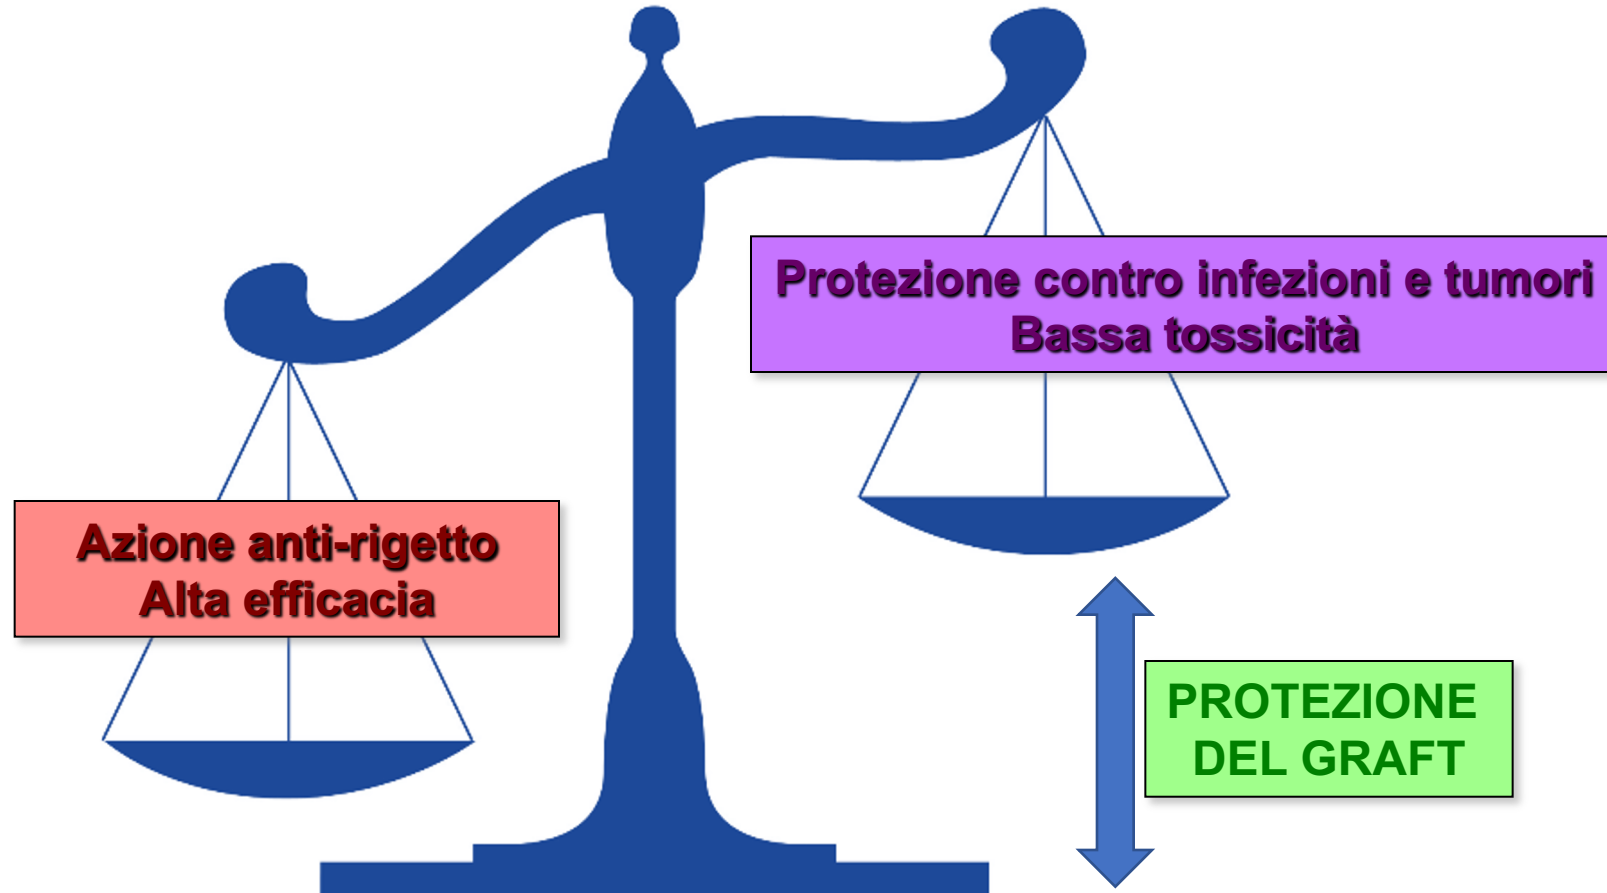 Protezione contro infezioni e tumori
Bassa tossicità
Azione anti-rigetto
Alta efficacia
PROTEZIONE
DEL GRAFT